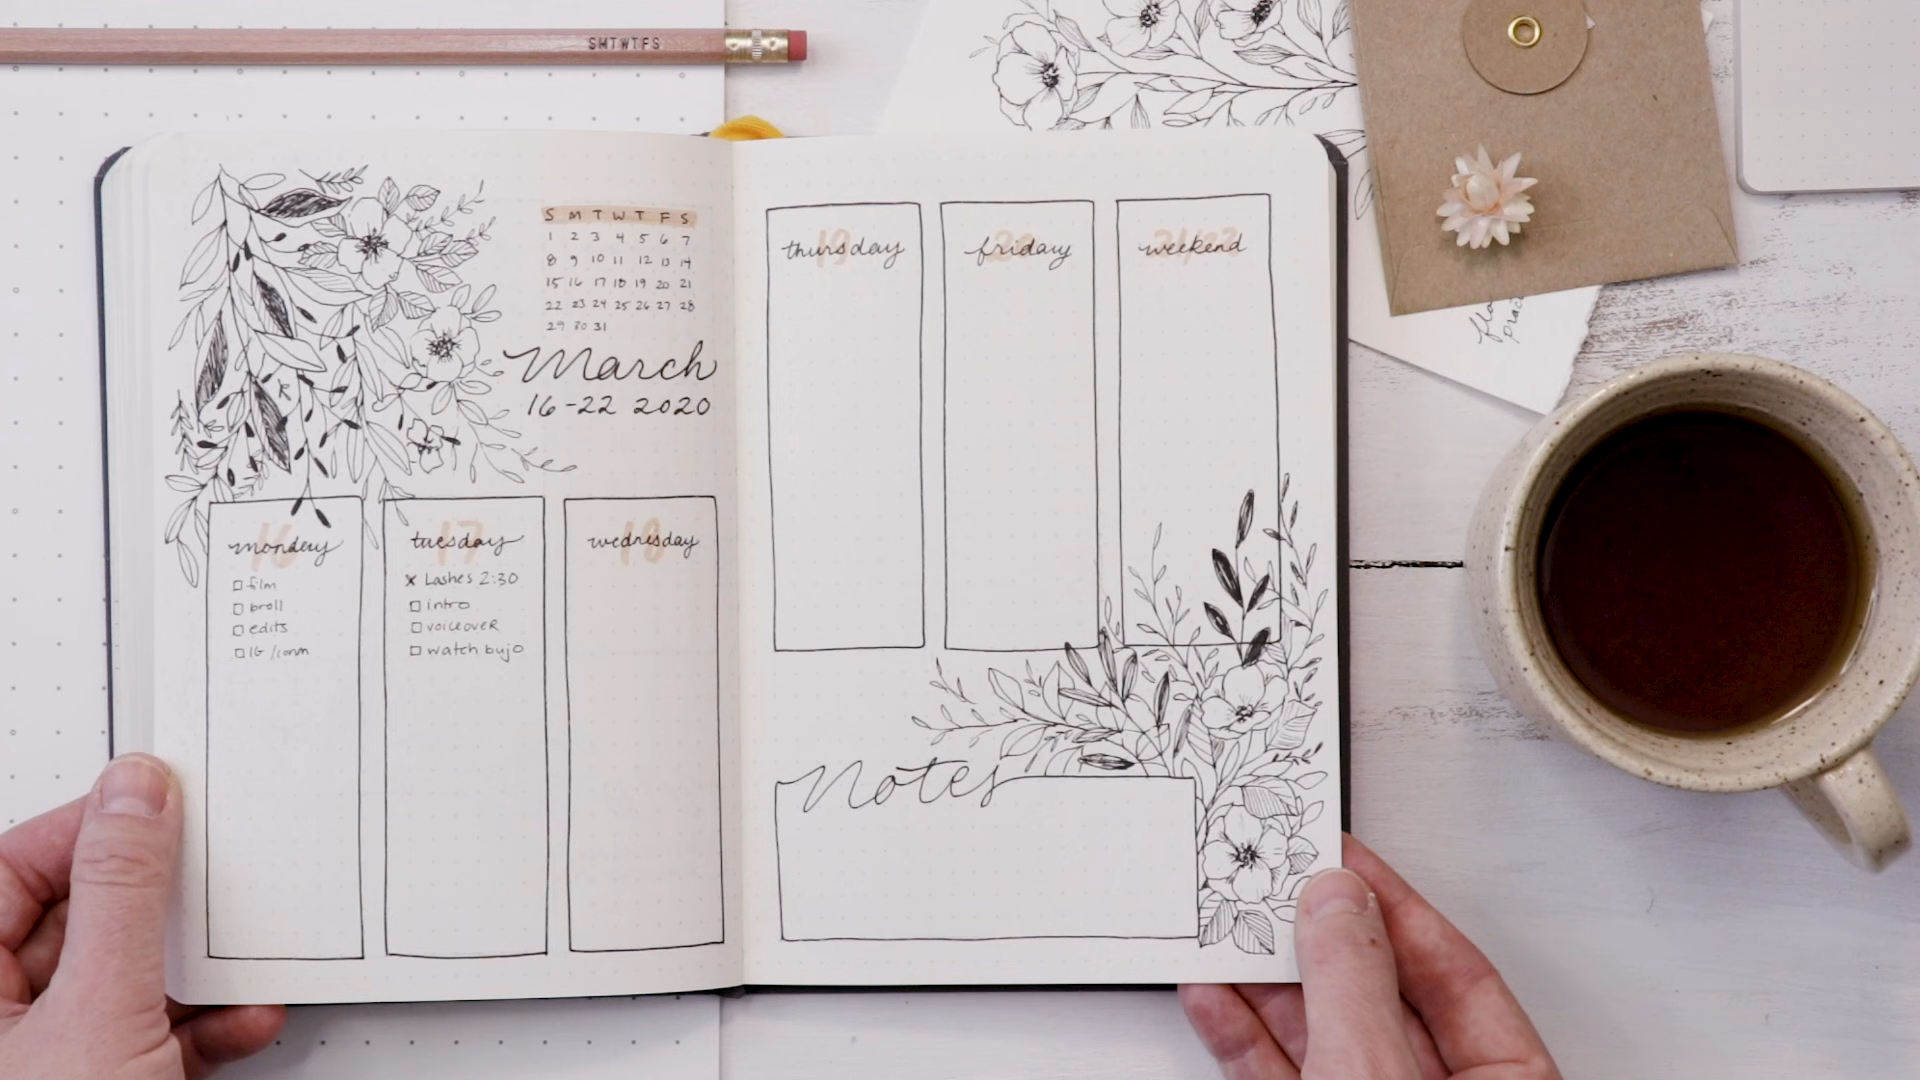 SMTWTFS
S M T W T F S
1 2 3 4 5 6 7
8 9 10 11 12 13 14
15 16 17 18 19 20 21
22 23 24 25 26 27 28
29 30 31
March
16-22 2020
16
monday
film
broll
edits
IG /comm
17
tuesday
x Lashes 2:30
intro
voiceover
watch bujo
18
wednesday
19
thursday
20
friday
21/22
weekend
Notes